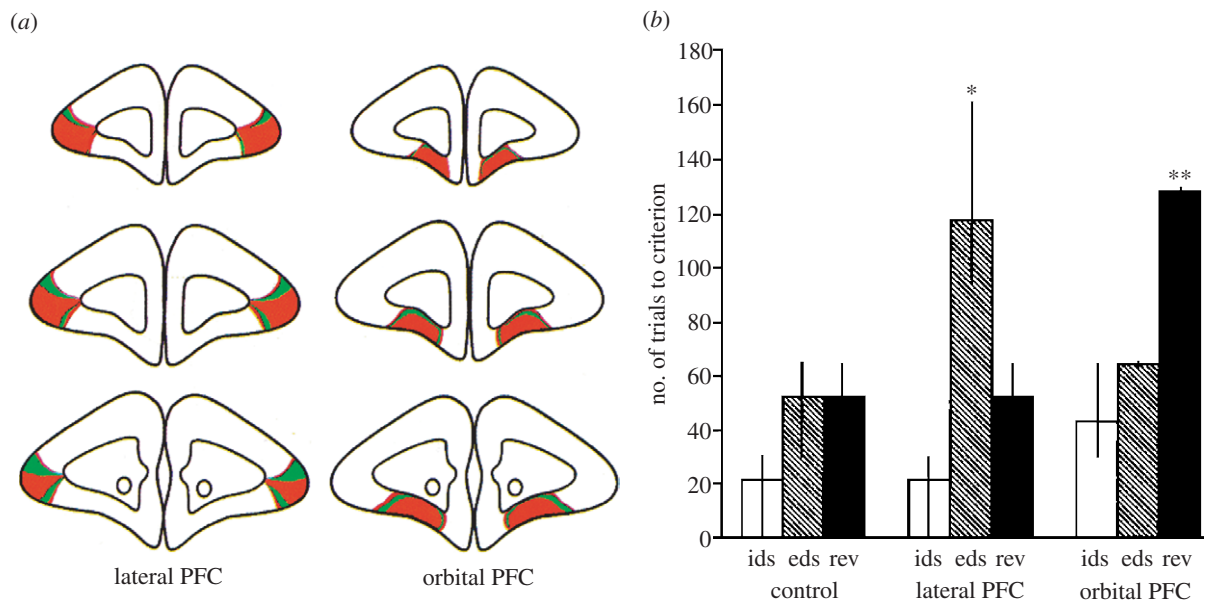 (a)
lateral PFC
orbital PFC
(b)
no. of trials to criterion
180
160
140
120
100
80
60
40
20
0
*
**
ids eds rev
control
ids eds rev
lateral PFC
ids eds rev
orbital PFC